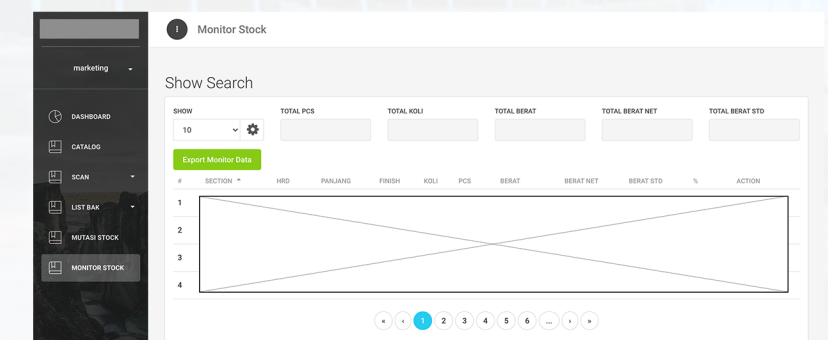 Monitor Stock
marketing
DASHBOARD
CATALOG
SCAN
LIST BAK
MUTASI STOCK
MONITOR STOCK
Show Search
SHOW TOTAL PCS TOTAL KOLI TOTAL BERAT TOTAL BERAT NET TOTAL BERAT STD
10
Export Monitor Data
# SECTION HRD PANJANG FINISH KOLI PCS BERAT BERAT NET BERAT STD % ACTION
1
2
3
4
« ‹ 1 2 3 4 5 6 ... › »